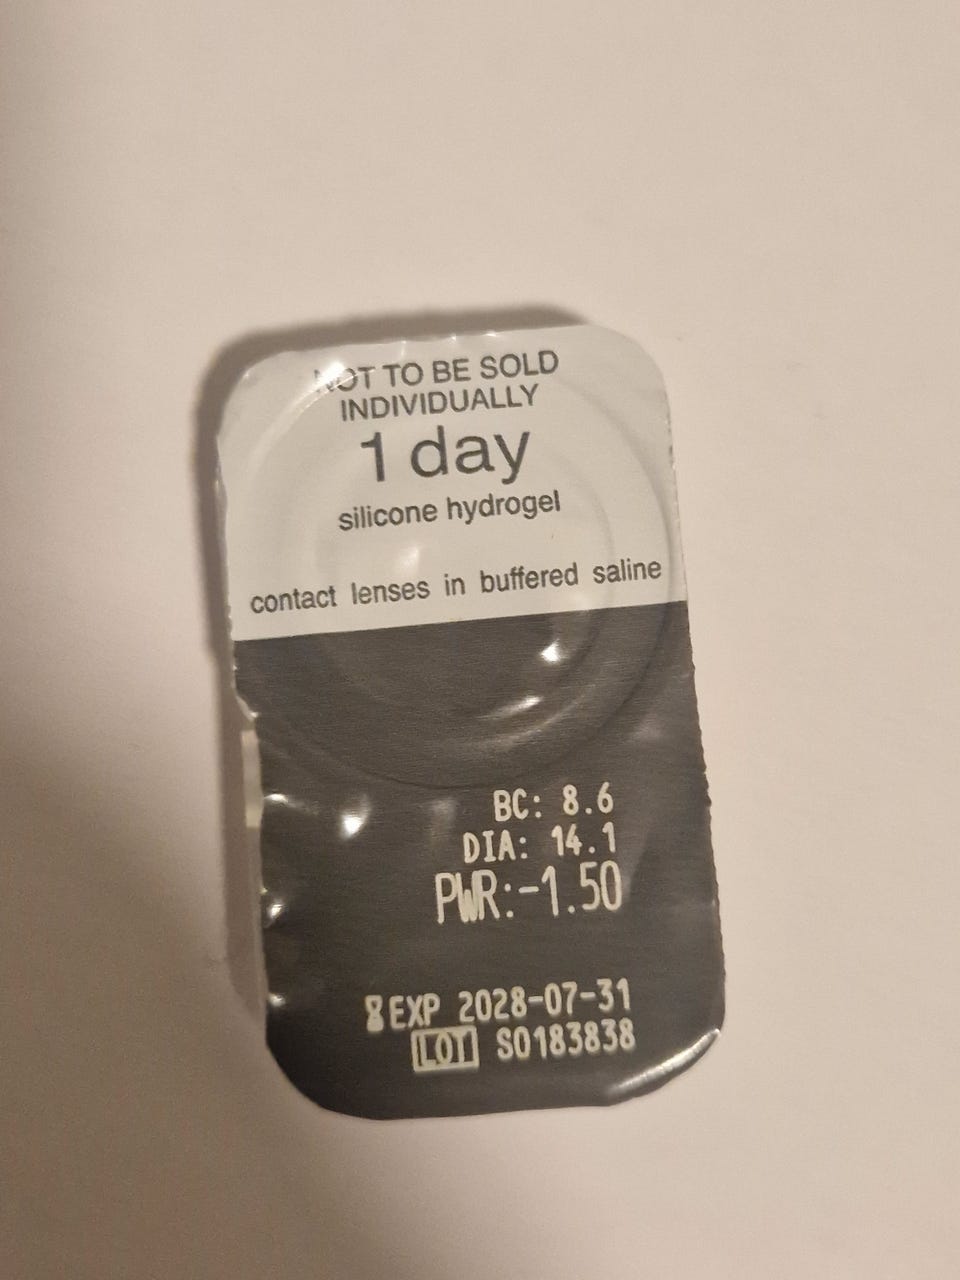 NOT TO BE SOLD
INDIVIDUALLY
1 day
silicone hydrogel
contact lenses in buffered saline
BC: 8.6
DIA: 14.1
PWR:-1.50
EXP 2028-07-31
LOT S0183838